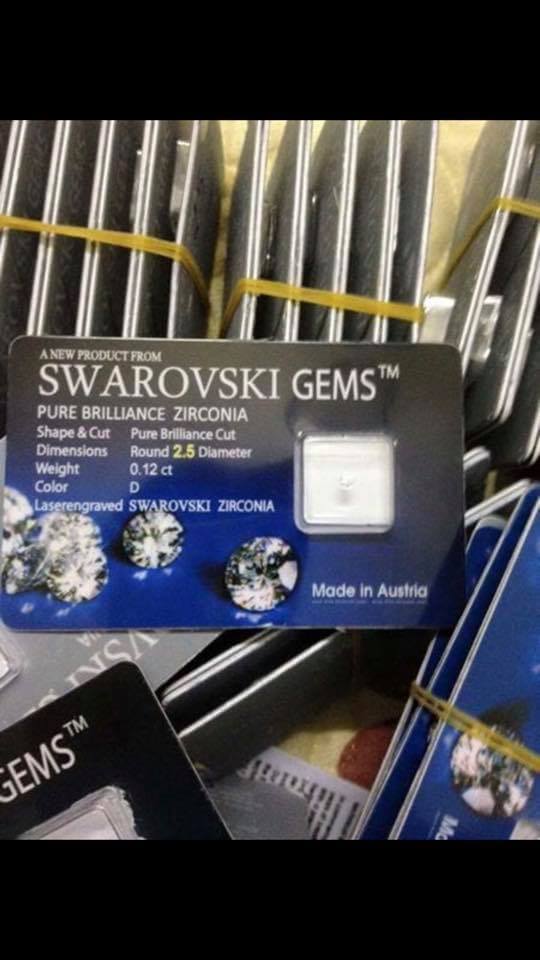 A NEW PRODUCT FROM
SWAROVSKI GEMS™
PURE BRILLIANCE ZIRCONIA
Shape & Cut Pure Brilliance Cut
Dimensions Round 2.5 Diameter
Weight 0.12 ct
Color D
Laserengraved SWAROVSKI ZIRCONIA
Made in Austria
GEMS™